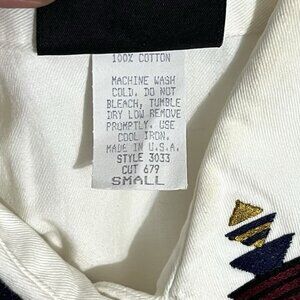 100% COTTON
MACHINE WASH
COLD. DO NOT
BLEACH, TUMBLE
DRY LOW REMOVE
PROMPTLY. USE
COOL IRON.
MADE IN U.S.A.
STYLE 3033
CUT 679
SMALL